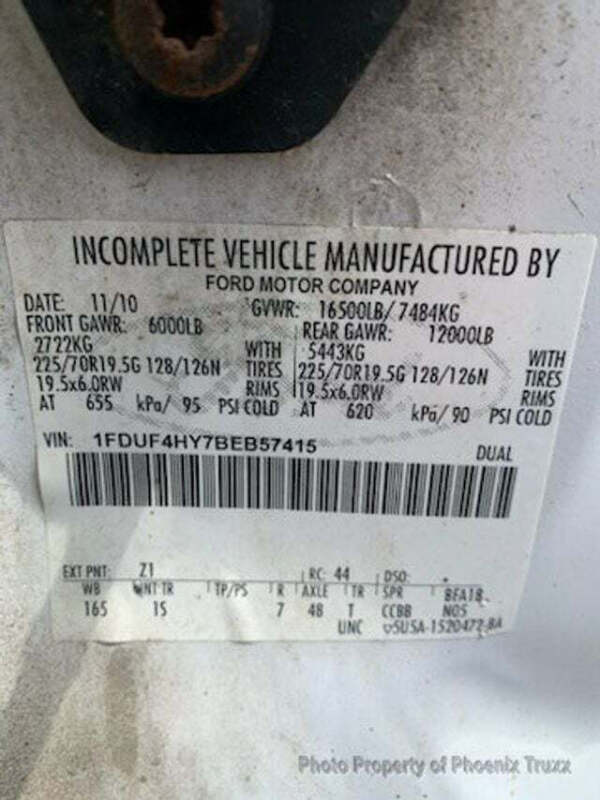 INCOMPLETE VEHICLE MANUFACTURED BY
FORD MOTOR COMPANY
DATE: 11/10 GVWR: 16500LB/ 7484KG
FRONT GAWR: 6000LB REAR GAWR: 12000LB
2722KG WITH 5443KG WITH
225/70R19.5G 128/126N TIRES 225/70R19.5G 128/126N TIRES
19.5x6.0RW RIMS 19.5x6.0RW RIMS
AT 655 kPa/ 95 PSI COLD AT 620 kPa/ 90 PSI COLD
VIN: 1FDUF4HY7BEB57415 DUAL
EXT PNT: Z1 RC: 44 DSO:
WB INT TR TP/PS R AXLE TR SPR BFA18
165 1S 7 48 T CCBB N05
UNC
Photo Property of Phoenix Truxx